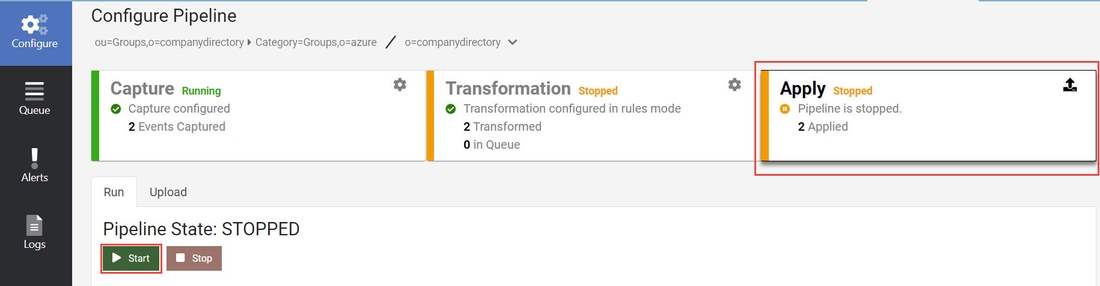 Configure
Queue
Alerts
Logs
Configure Pipeline
ou=Groups,o=companydirectory Category=Groups,o=azure / o=companydirectory
Capture Running
Capture configured
2 Events Captured
Transformation Stopped
Transformation configured in rules mode
2 Transformed
0 in Queue
Apply Stopped
Pipeline is stopped.
2 Applied
Run Upload
Pipeline State: STOPPED
Start Stop